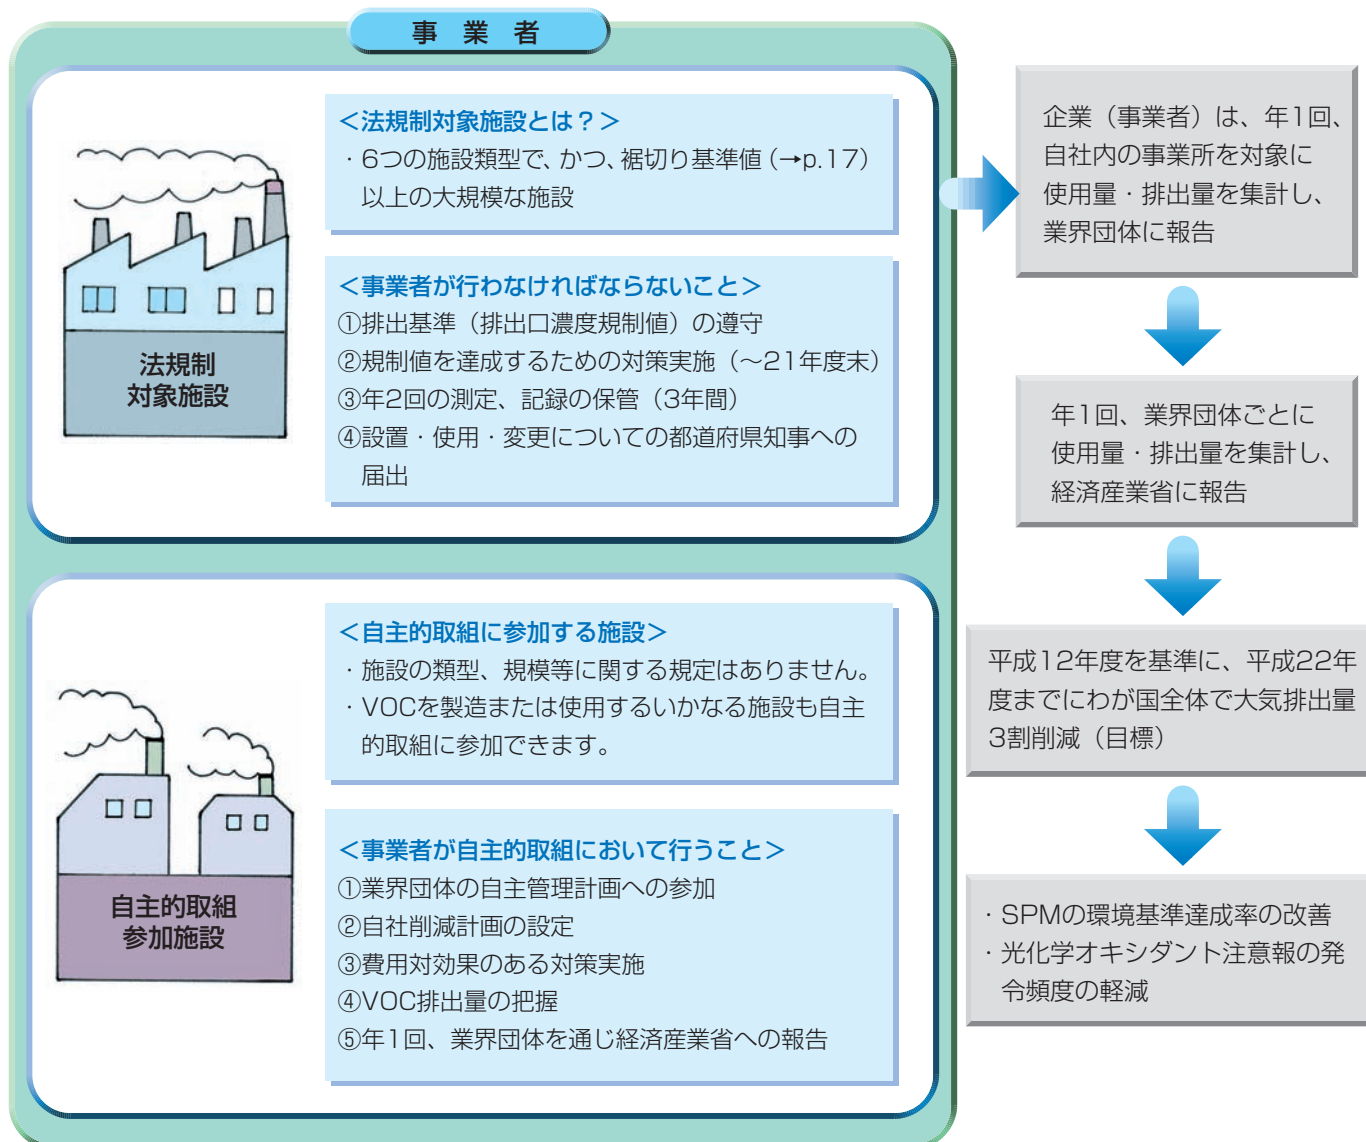 事 業 者
＜法規制対象施設とは？＞
・6つの施設類型で、かつ、裾切り基準値（→p.17）
以上の大規模な施設
＜事業者が行わなければならないこと＞
①排出基準（排出口濃度規制値）の遵守
②規制値を達成するための対策実施（～21年度末）
③年2回の測定、記録の保管（3年間）
④設置・使用・変更についての都道府県知事への
届出
法規制
対象施設
＜自主的取組に参加する施設＞
・施設の類型、規模等に関する規定はありません。
・VOCを製造または使用するいかなる施設も自主
的取組に参加できます。
＜事業者が自主的取組において行うこと＞
①業界団体の自主管理計画への参加
②自社削減計画の設定
③費用対効果のある対策実施
④VOC排出量の把握
⑤年1回、業界団体を通じ経済産業省への報告
自主的取組
参加施設
企業（事業者）は、年1回、
自社内の事業所を対象に
使用量・排出量を集計し、
業界団体に報告
年1回、業界団体ごとに
使用量・排出量を集計し、
経済産業省に報告
平成12年度を基準に、平成22年
度までにわが国全体で大気排出量
3割削減（目標）
・SPMの環境基準達成率の改善
・光化学オキシダント注意報の発
令頻度の軽減